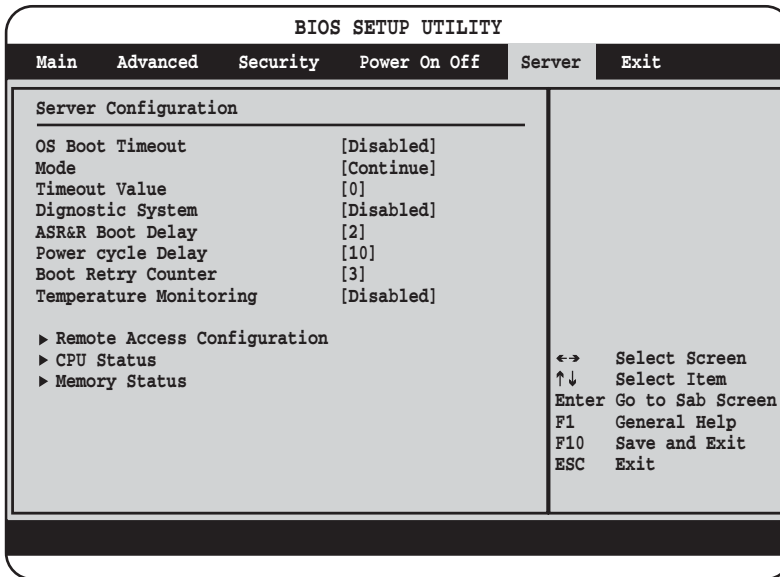 BIOS SETUP UTILITY
Main Advanced Security Power On Off Server Exit
Server Configuration
OS Boot Timeout [Disabled]
Mode [Continue]
Timeout Value [0]
Dignostic System [Disabled]
ASR&R Boot Delay [2]
Power cycle Delay [10]
Boot Retry Counter [3]
Temperature Monitoring [Disabled]
▶ Remote Access Configuration
▶ CPU Status
▶ Memory Status
←→ Select Screen
↑↓ Select Item
Enter Go to Sab Screen
F1 General Help
F10 Save and Exit
ESC Exit